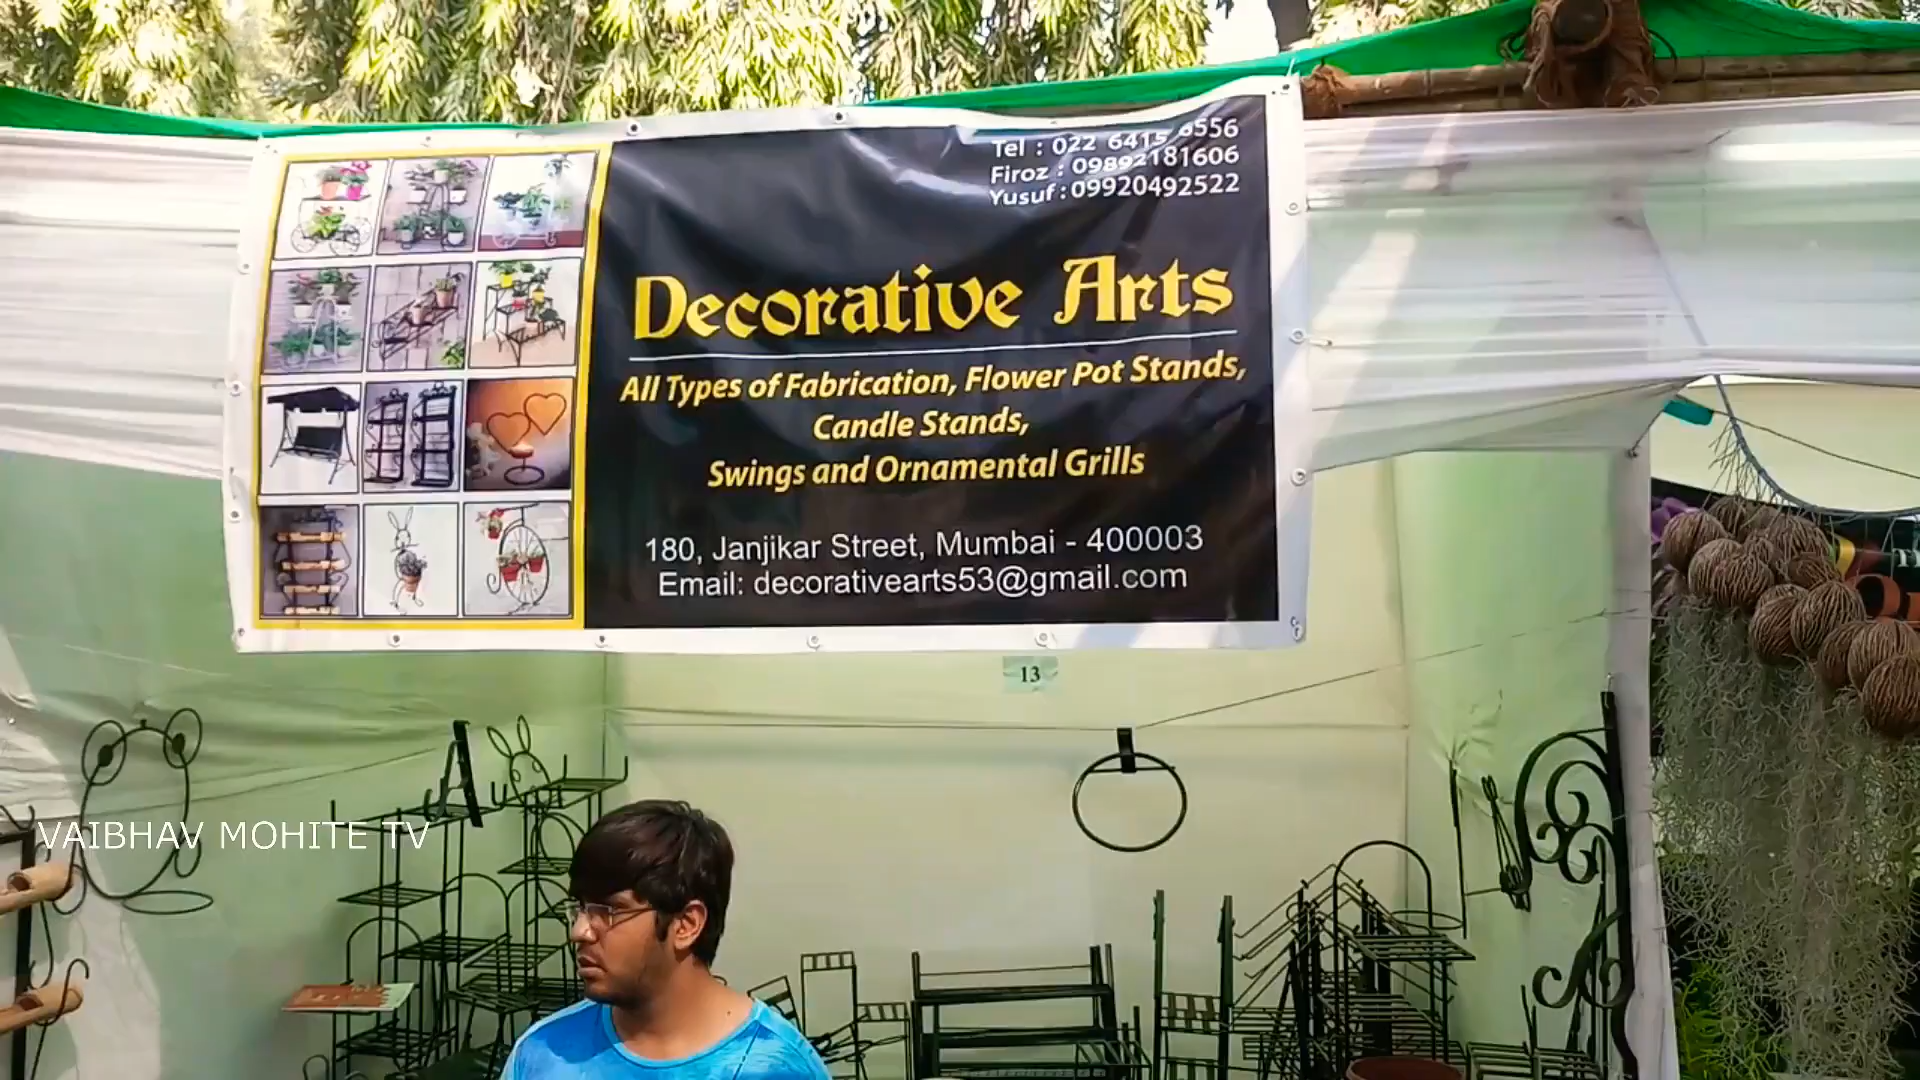 Tel : 022 6415 6556
Firoz : 09892181606
Yusuf : 09920492522
Decorative Arts
All Types of Fabrication, Flower Pot Stands,
Candle Stands,
Swings and Ornamental Grills
180, Janjikar Street, Mumbai - 400003
Email: decorativearts53@gmail.com
13
VAIBHAV MOHITE TV